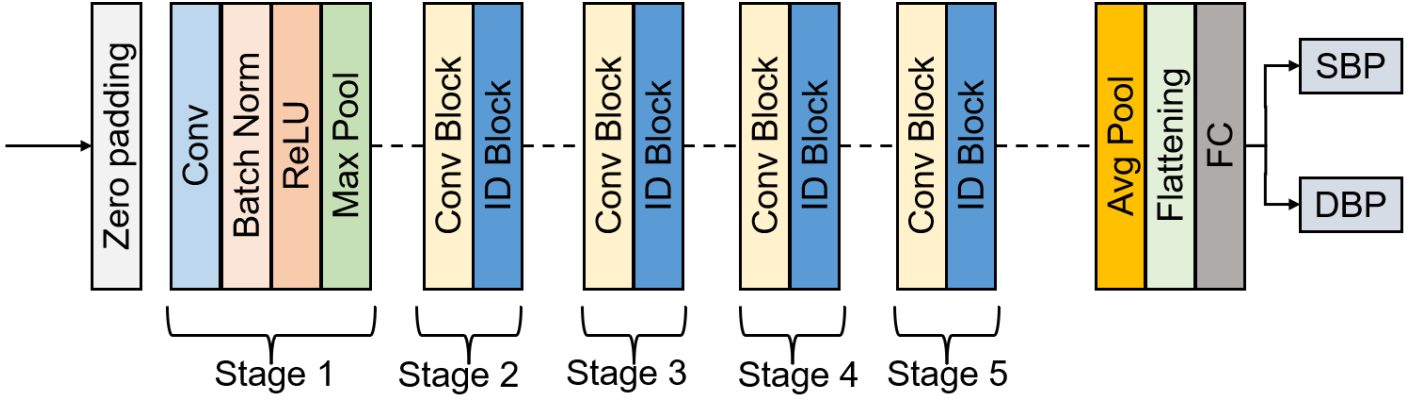 Zero padding
Conv
Batch Norm
ReLU
Max Pool
Conv Block
ID Block
Conv Block
ID Block
Conv Block
ID Block
Conv Block
ID Block
Avg Pool
Flattening
FC
SBP
DBP
Stage 1
Stage 2
Stage 3
Stage 4
Stage 5